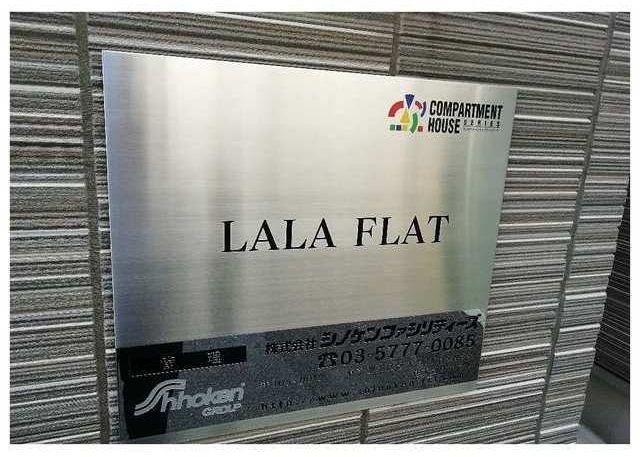 COMPARTMENT
HOUSE SERIES
LALA FLAT
管理
株式会社 シノケンファシリティーズ
☎03-5777-0085
Shinoken
GROUP